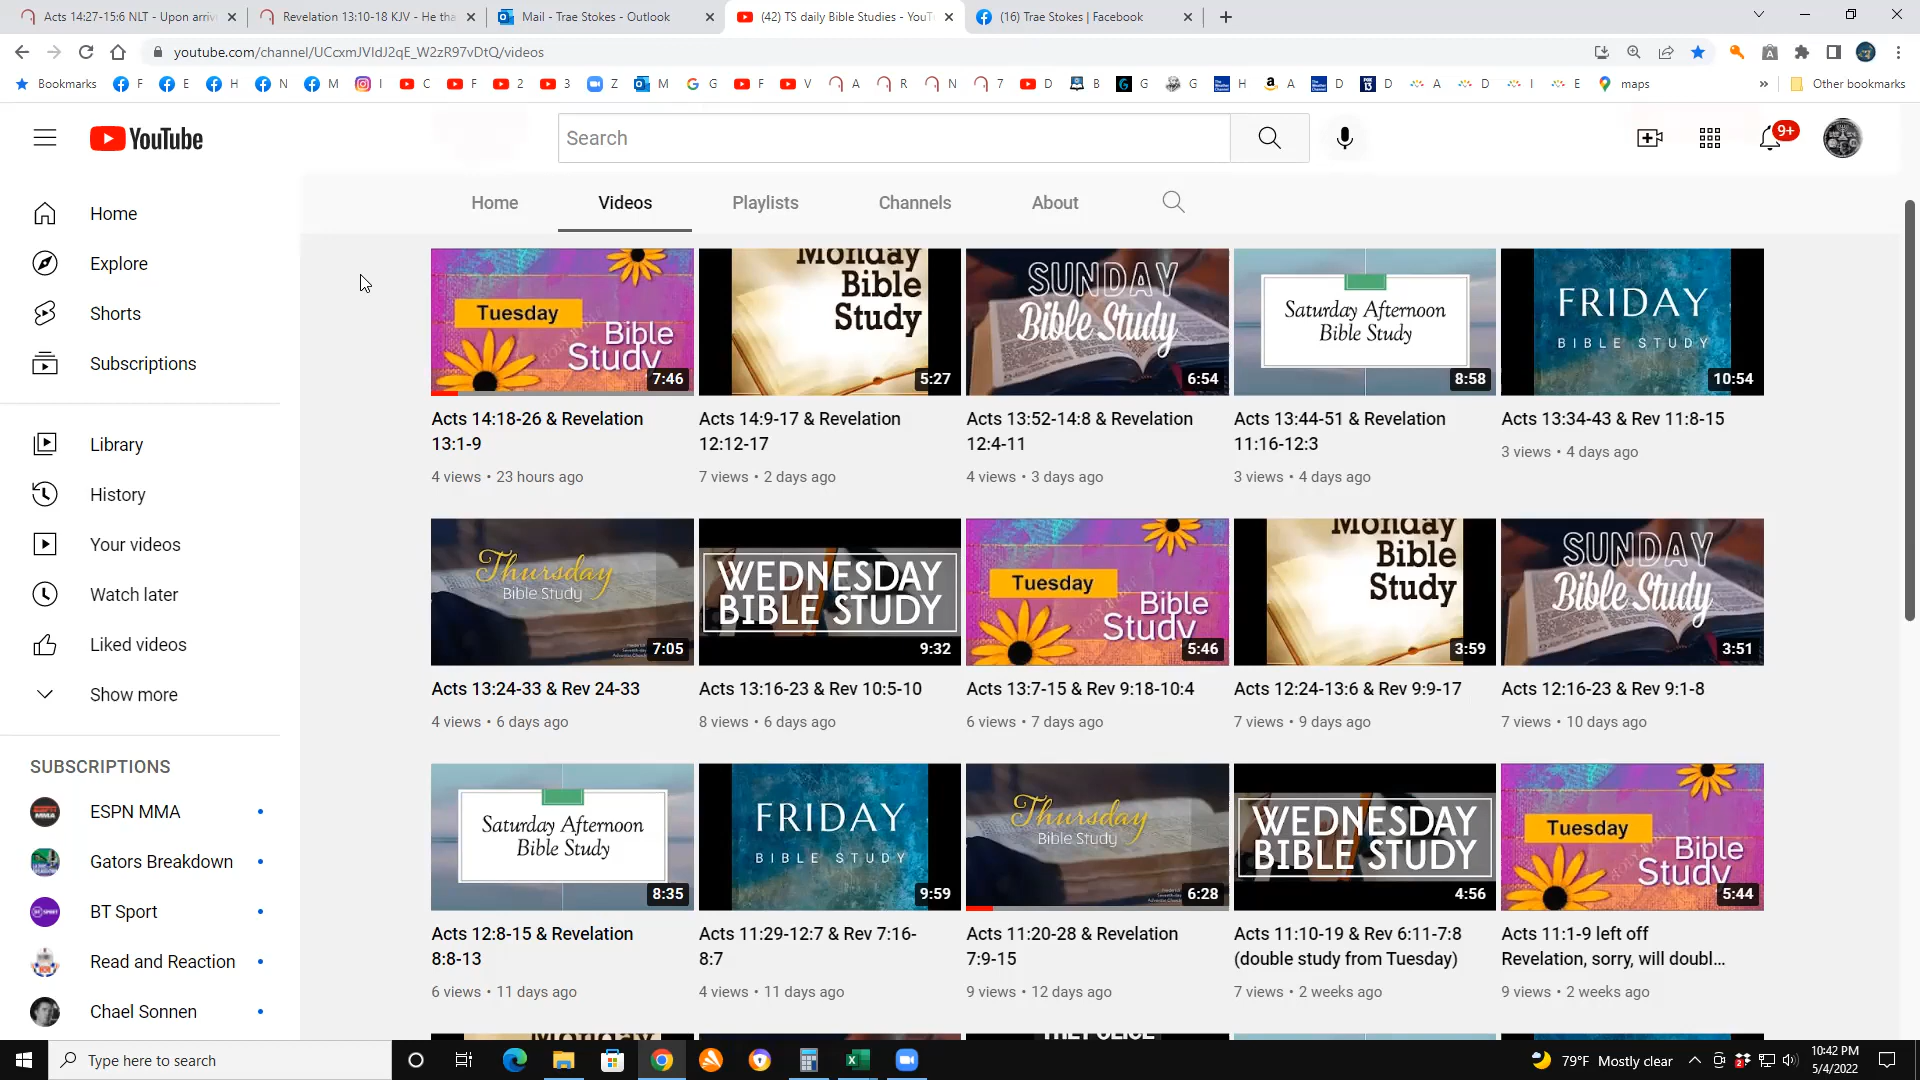 Acts 14:27-15:6 NLT - Upon arriv
Revelation 13:10-18 KJV - He tha
Mail - Trae Stokes - Outlook
(42) TS daily Bible Studies - YouT
(16) Trae Stokes | Facebook
youtube.com/channel/UCcxmJVIdJ2qE_W2zR97vDtQ/videos
Bookmarks F E H N M I C F 2 3 Z M G F V A R N 7 D B G G H A D D A D I E maps » Other bookmarks
YouTube
Search
9+
Home
Explore
Shorts
Subscriptions
Library
History
Your videos
Watch later
Liked videos
Show more
SUBSCRIPTIONS
ESPN MMA
Gators Breakdown
BT Sport
Read and Reaction
Chael Sonnen
Home Videos Playlists Channels About
Tuesday
Bible
Study
7:46
Acts 14:18-26 & Revelation
13:1-9
4 views • 23 hours ago
Monday
Bible
Study
5:27
Acts 14:9-17 & Revelation
12:12-17
7 views • 2 days ago
SUNDAY
Bible Study
6:54
Acts 13:52-14:8 & Revelation
12:4-11
4 views • 3 days ago
Saturday Afternoon
Bible Study
8:58
Acts 13:44-51 & Revelation
11:16-12:3
3 views • 4 days ago
FRIDAY
BIBLE STUDY
10:54
Acts 13:34-43 & Rev 11:8-15
3 views • 4 days ago
Thursday
Bible Study
7:05
Acts 13:24-33 & Rev 24-33
4 views • 6 days ago
WEDNESDAY
BIBLE STUDY
9:32
Acts 13:16-23 & Rev 10:5-10
8 views • 6 days ago
Tuesday
Bible
Study
5:46
Acts 13:7-15 & Rev 9:18-10:4
6 views • 7 days ago
Monday
Bible
Study
3:59
Acts 12:24-13:6 & Rev 9:9-17
7 views • 9 days ago
SUNDAY
Bible Study
3:51
Acts 12:16-23 & Rev 9:1-8
7 views • 10 days ago
Saturday Afternoon
Bible Study
8:35
Acts 12:8-15 & Revelation
8:8-13
6 views • 11 days ago
FRIDAY
BIBLE STUDY
9:59
Acts 11:29-12:7 & Rev 7:16-
8:7
4 views • 11 days ago
Thursday
Bible Study
6:28
Acts 11:20-28 & Revelation
7:9-15
9 views • 12 days ago
WEDNESDAY
BIBLE STUDY
4:56
Acts 11:10-19 & Rev 6:11-7:8
(double study from Tuesday)
7 views • 2 weeks ago
Tuesday
Bible
Study
5:44
Acts 11:1-9 left off
Revelation, sorry, will doubl...
9 views • 2 weeks ago
Type here to search
79°F Mostly clear
10:42 PM
5/4/2022